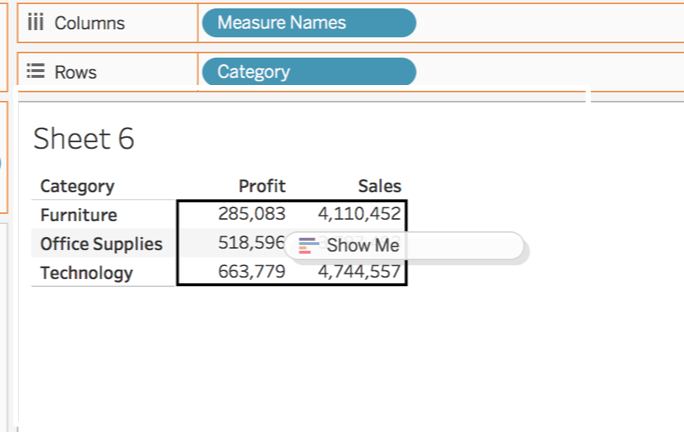 Columns
Measure Names
Rows
Category
Sheet 6
Category Profit Sales
Furniture 285,083 4,110,452
Office Supplies 518,596
Show Me
Technology 663,779 4,744,557